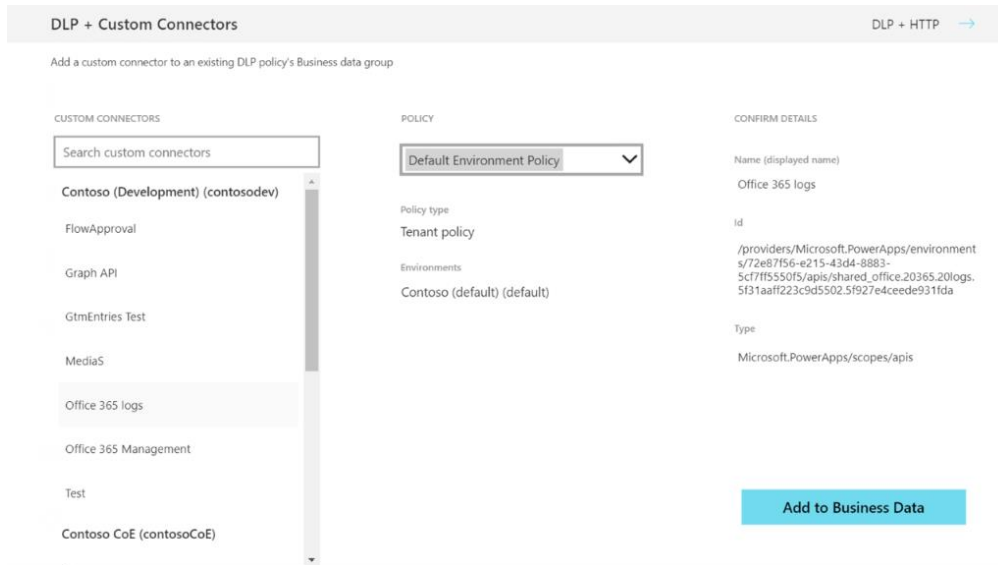 DLP + Custom Connectors
DLP + HTTP
Add a custom connector to an existing DLP policy's Business data group
CUSTOM CONNECTORS
Search custom connectors
Contoso (Development) (contosodev)
FlowApproval
Graph API
GtmEntries Test
MediaS
Office 365 logs
Office 365 Management
Test
Contoso CoE (contosoCoE)
POLICY
Default Environment Policy
Policy type
Tenant policy
Environments
Contoso (default) (default)
CONFIRM DETAILS
Name (displayed name)
Office 365 logs
Id
/providers/Microsoft.PowerApps/environment
s/72e87f56-e215-43d4-8883-
5cf7ff5550f5/apis/shared_office.20365.20logs.
5f31aaff223c9d5502.5f927e4ceede931fda
Type
Microsoft.PowerApps/scopes/apis
Add to Business Data